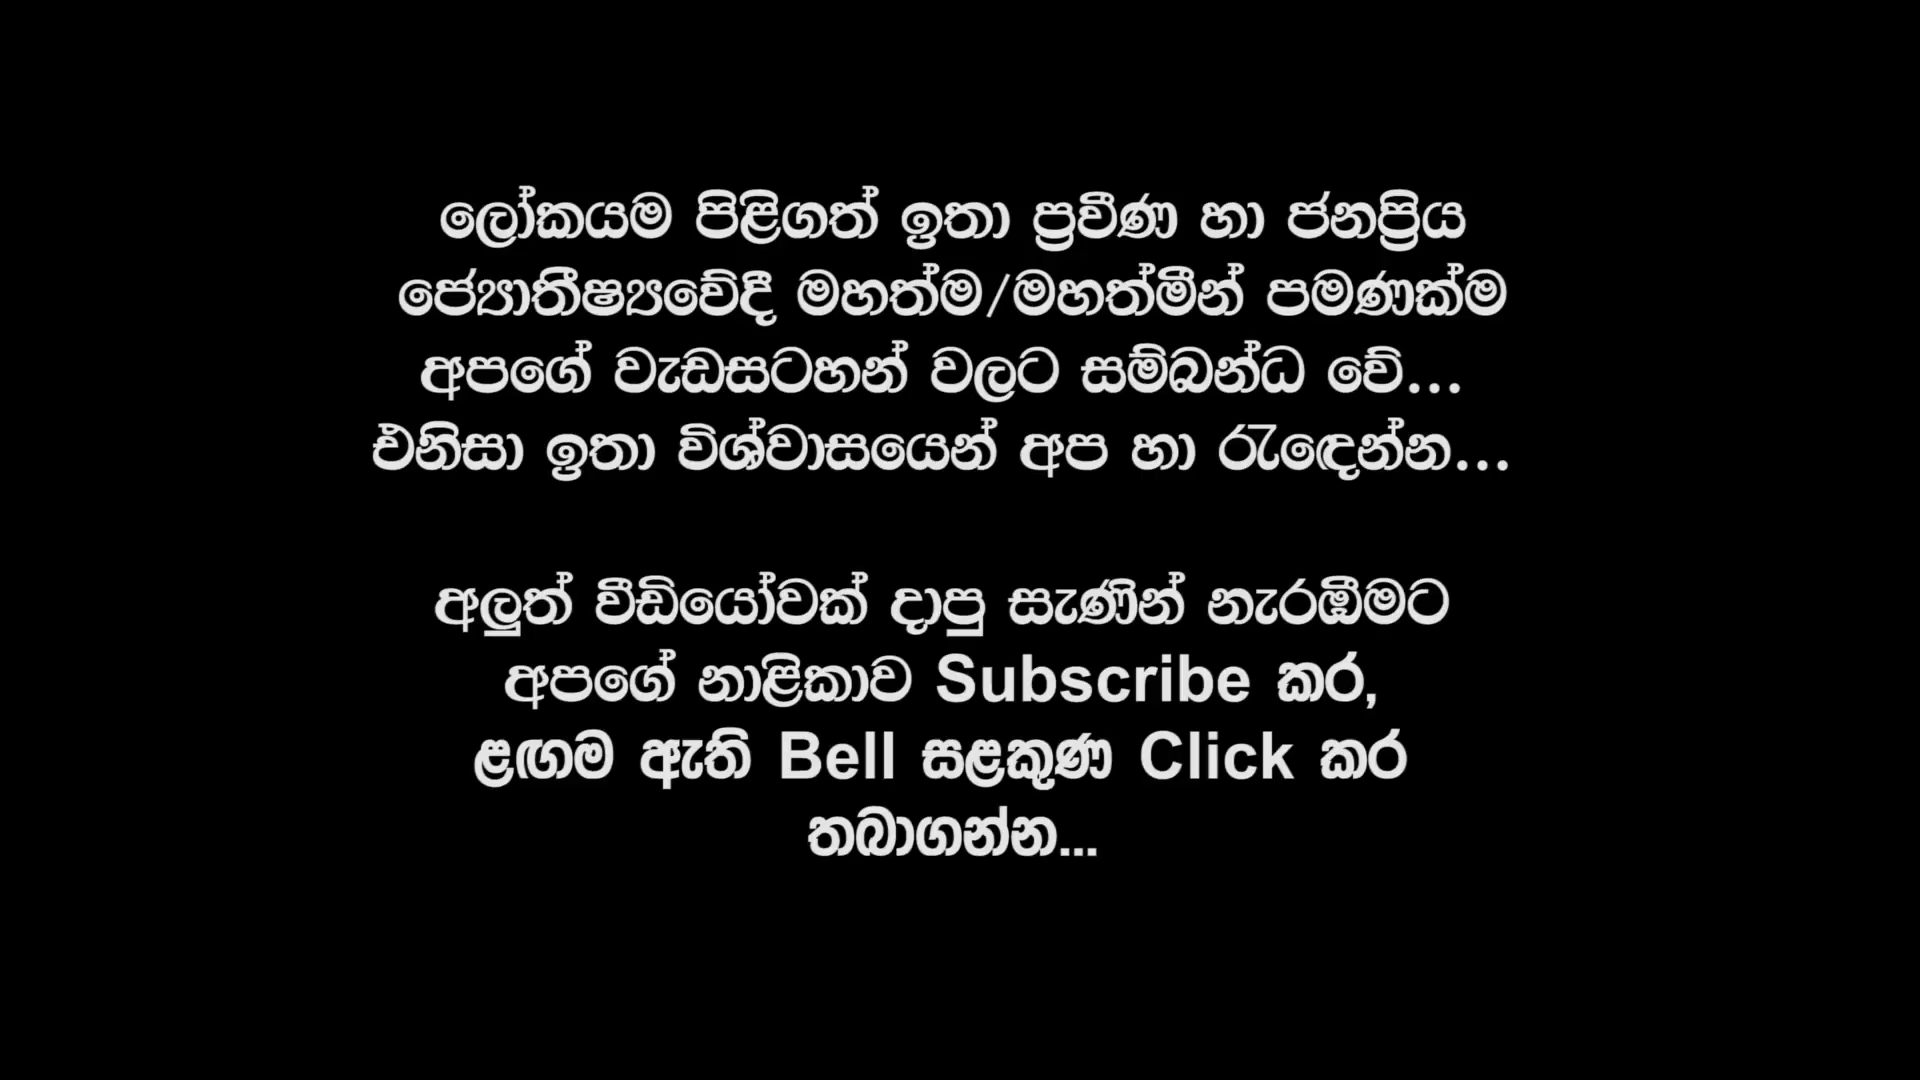 ලෝකයම පිළිගත් ඉතා ප්‍රවීණ හා ජනප්‍රිය
ජ්‍යොතිෂ්‍යවේදී මහත්ම/මහත්මීන් පමණක්ම
අපගේ වැඩසටහන් වලට සම්බන්ධ වේ...
එනිසා ඉතා විශ්වාසයෙන් අප හා රැඳෙන්න...
අලුත් වීඩියෝවක් දාපු සැණින් නැරඹීමට
අපගේ නාළිකාව Subscribe කර,
ළඟම ඇති Bell සළකුණ Click කර
තබාගන්න...